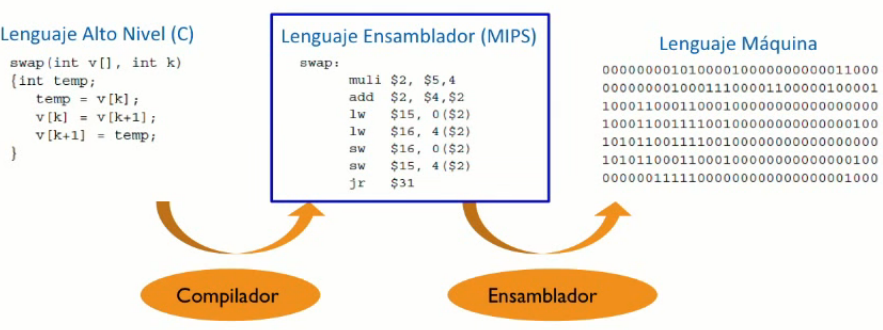 Lenguaje Alto Nivel (C)
swap(int v[], int k)
{int temp;
temp = v[k];
v[k] = v[k+1];
v[k+1] = temp;
}
Lenguaje Ensamblador (MIPS)
swap:
muli $2, $5,4
add $2, $4,$2
lw $15, 0($2)
lw $16, 4($2)
sw $16, 0($2)
sw $15, 4($2)
jr $31
Lenguaje Máquina
00000000101000010000000000011000
00000000100011100001100000100001
10001100011000100000000000000000
10001100111100100000000000000100
10101100111100100000000000000000
10101100011000100000000000000100
00000011111000000000000000001000
Compilador
Ensamblador